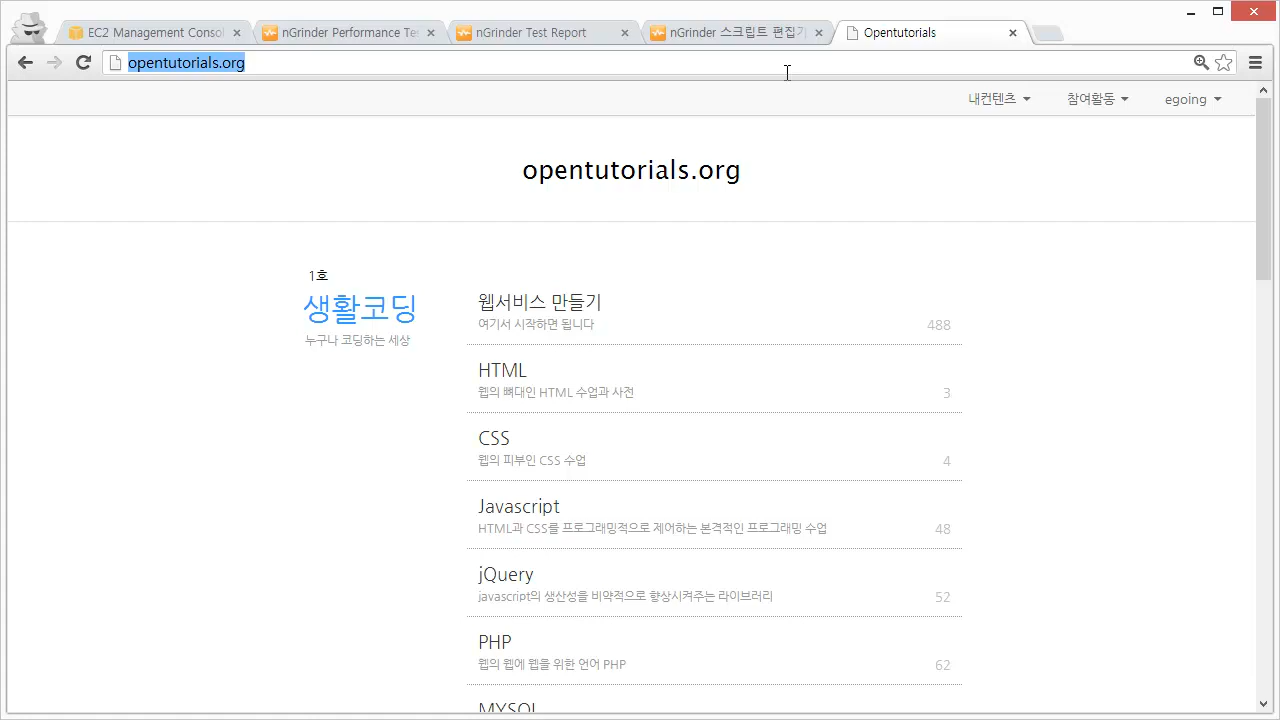 EC2 Management Consol
nGrinder Performance Te
nGrinder Test Report
nGrinder 스크립트 편집기
Opentutorials
opentutorials.org
내컨텐츠
참여활동
egoing
opentutorials.org
1호
생활코딩
누구나 코딩하는 세상
웹서비스 만들기
여기서 시작하면 됩니다
488
HTML
웹의 뼈대인 HTML 수업과 사전
3
CSS
웹의 피부인 CSS 수업
4
Javascript
HTML과 CSS를 프로그래밍적으로 제어하는 본격적인 프로그래밍 수업
48
jQuery
javascript의 생산성을 비약적으로 향상시켜주는 라이브러리
52
PHP
웹의 웹에 웹을 위한 언어 PHP
62
MYSQL